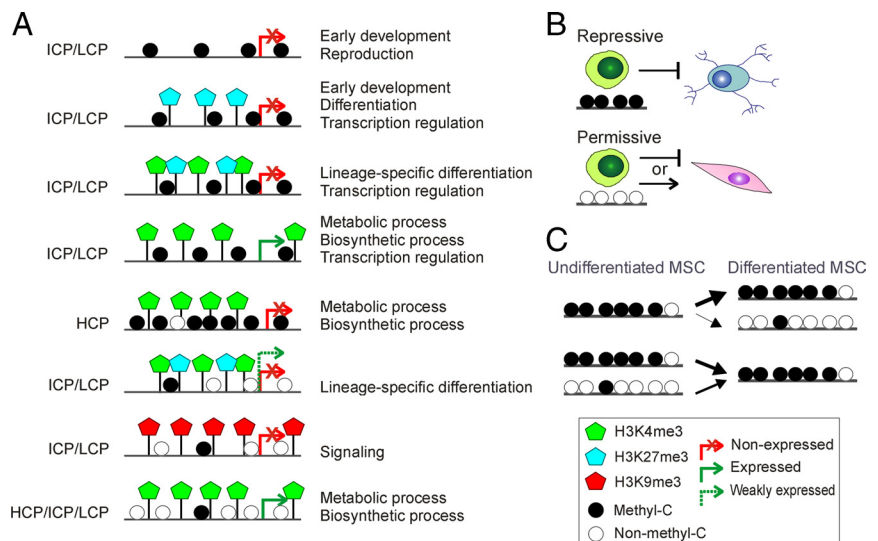 A
ICP/LCP
Early development
Reproduction
ICP/LCP
Early development
Differentiation
Transcription regulation
ICP/LCP
Lineage-specific differentiation
Transcription regulation
ICP/LCP
Metabolic process
Biosynthetic process
Transcription regulation
HCP
Metabolic process
Biosynthetic process
ICP/LCP
Lineage-specific differentiation
ICP/LCP
Signaling
HCP/ICP/LCP
Metabolic process
Biosynthetic process
B
Repressive
Permissive
or
C
Undifferentiated MSC
Differentiated MSC
H3K4me3
H3K27me3
H3K9me3
Methyl-C
Non-methyl-C
Non-expressed
Expressed
Weakly expressed